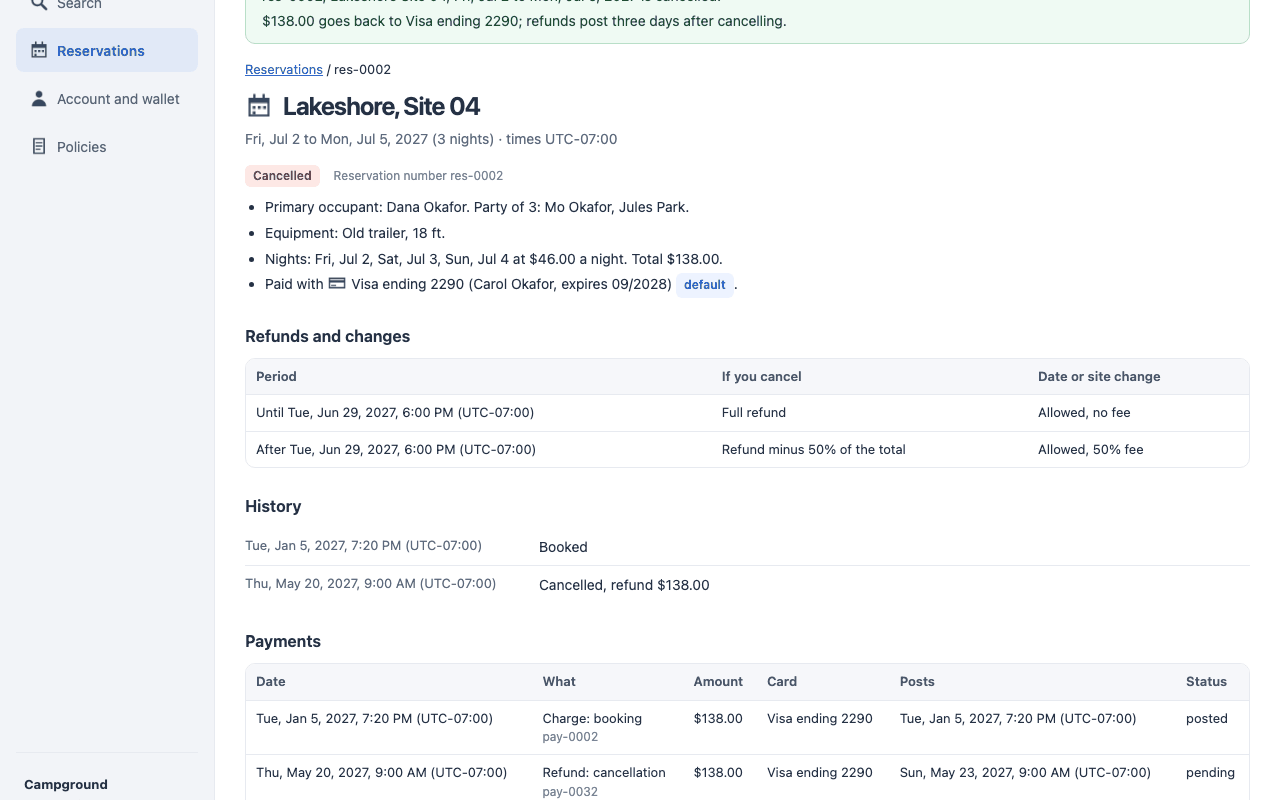 Search
Reservations
Account and wallet
Policies
Campground
$138.00 goes back to Visa ending 2290; refunds post three days after cancelling.
Reservations / res-0002
Lakeshore, Site 04
Fri, Jul 2 to Mon, Jul 5, 2027 (3 nights) · times UTC-07:00
Cancelled Reservation number res-0002
• Primary occupant: Dana Okafor. Party of 3: Mo Okafor, Jules Park.
• Equipment: Old trailer, 18 ft.
• Nights: Fri, Jul 2, Sat, Jul 3, Sun, Jul 4 at $46.00 a night. Total $138.00.
• Paid with Visa ending 2290 (Carol Okafor, expires 09/2028) default.
Refunds and changes
Period If you cancel Date or site change
Until Tue, Jun 29, 2027, 6:00 PM (UTC-07:00) Full refund Allowed, no fee
After Tue, Jun 29, 2027, 6:00 PM (UTC-07:00) Refund minus 50% of the total Allowed, 50% fee
History
Tue, Jan 5, 2027, 7:20 PM (UTC-07:00) Booked
Thu, May 20, 2027, 9:00 AM (UTC-07:00) Cancelled, refund $138.00
Payments
Date What Amount Card Posts Status
Tue, Jan 5, 2027, 7:20 PM (UTC-07:00) Charge: booking $138.00 Visa ending 2290 Tue, Jan 5, 2027, 7:20 PM (UTC-07:00) posted
pay-0002
Thu, May 20, 2027, 9:00 AM (UTC-07:00) Refund: cancellation $138.00 Visa ending 2290 Sun, May 23, 2027, 9:00 AM (UTC-07:00) pending
pay-0032